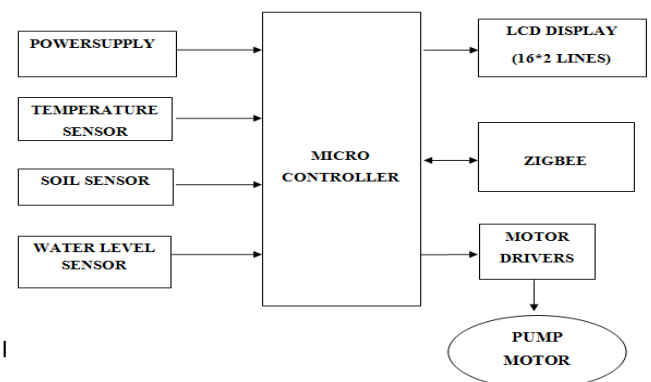 POWERSUPPLY
TEMPERATURE
SENSOR
SOIL SENSOR
WATER LEVEL
SENSOR
l
MICRO
CONTROLLER
LCD DISPLAY
(16*2 LINES)
ZIGBEE
MOTOR
DRIVERS
PUMP
MOTOR